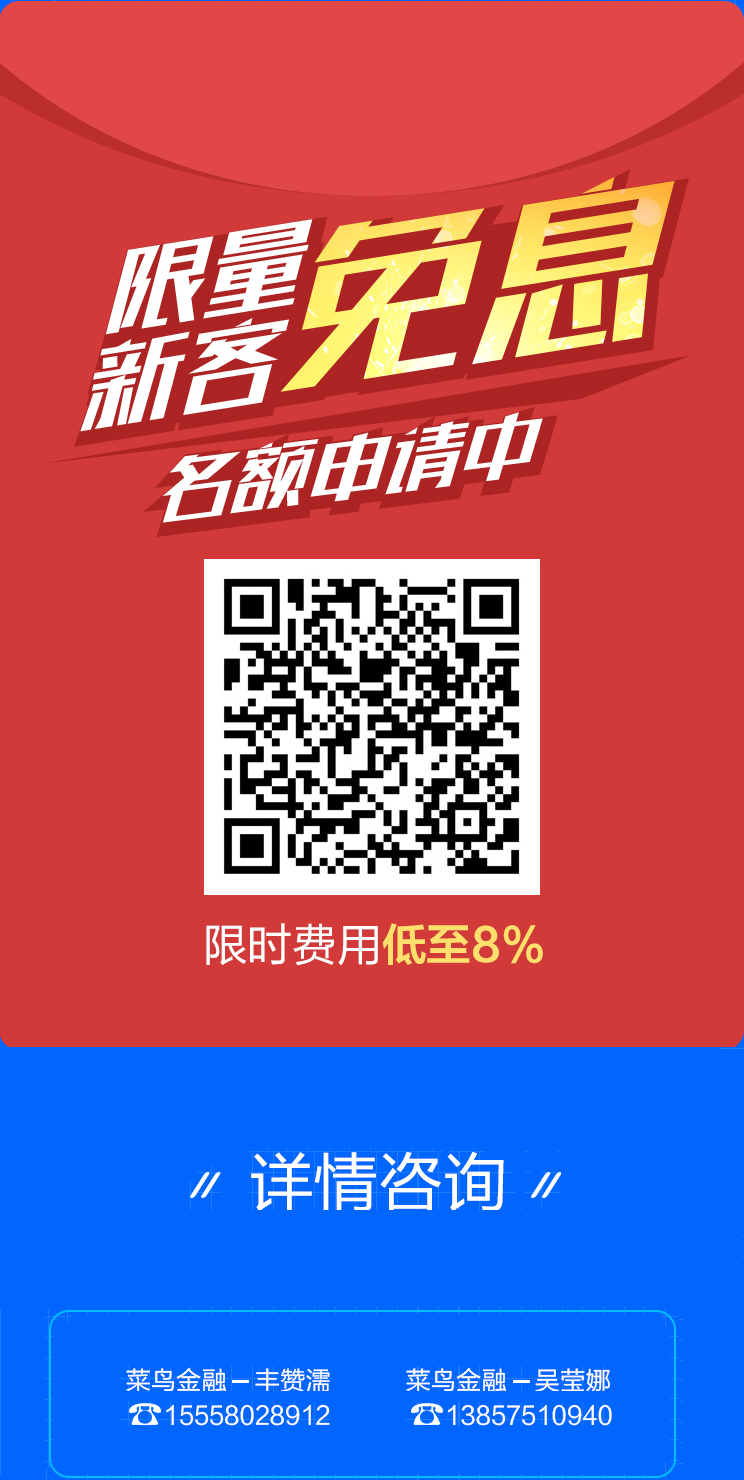 限量
新客
免息
名额申请中
限时费用低至8%
详情咨询
菜鸟金融－丰赞濡
☎15558028912
菜鸟金融－吴莹娜
☎13857510940